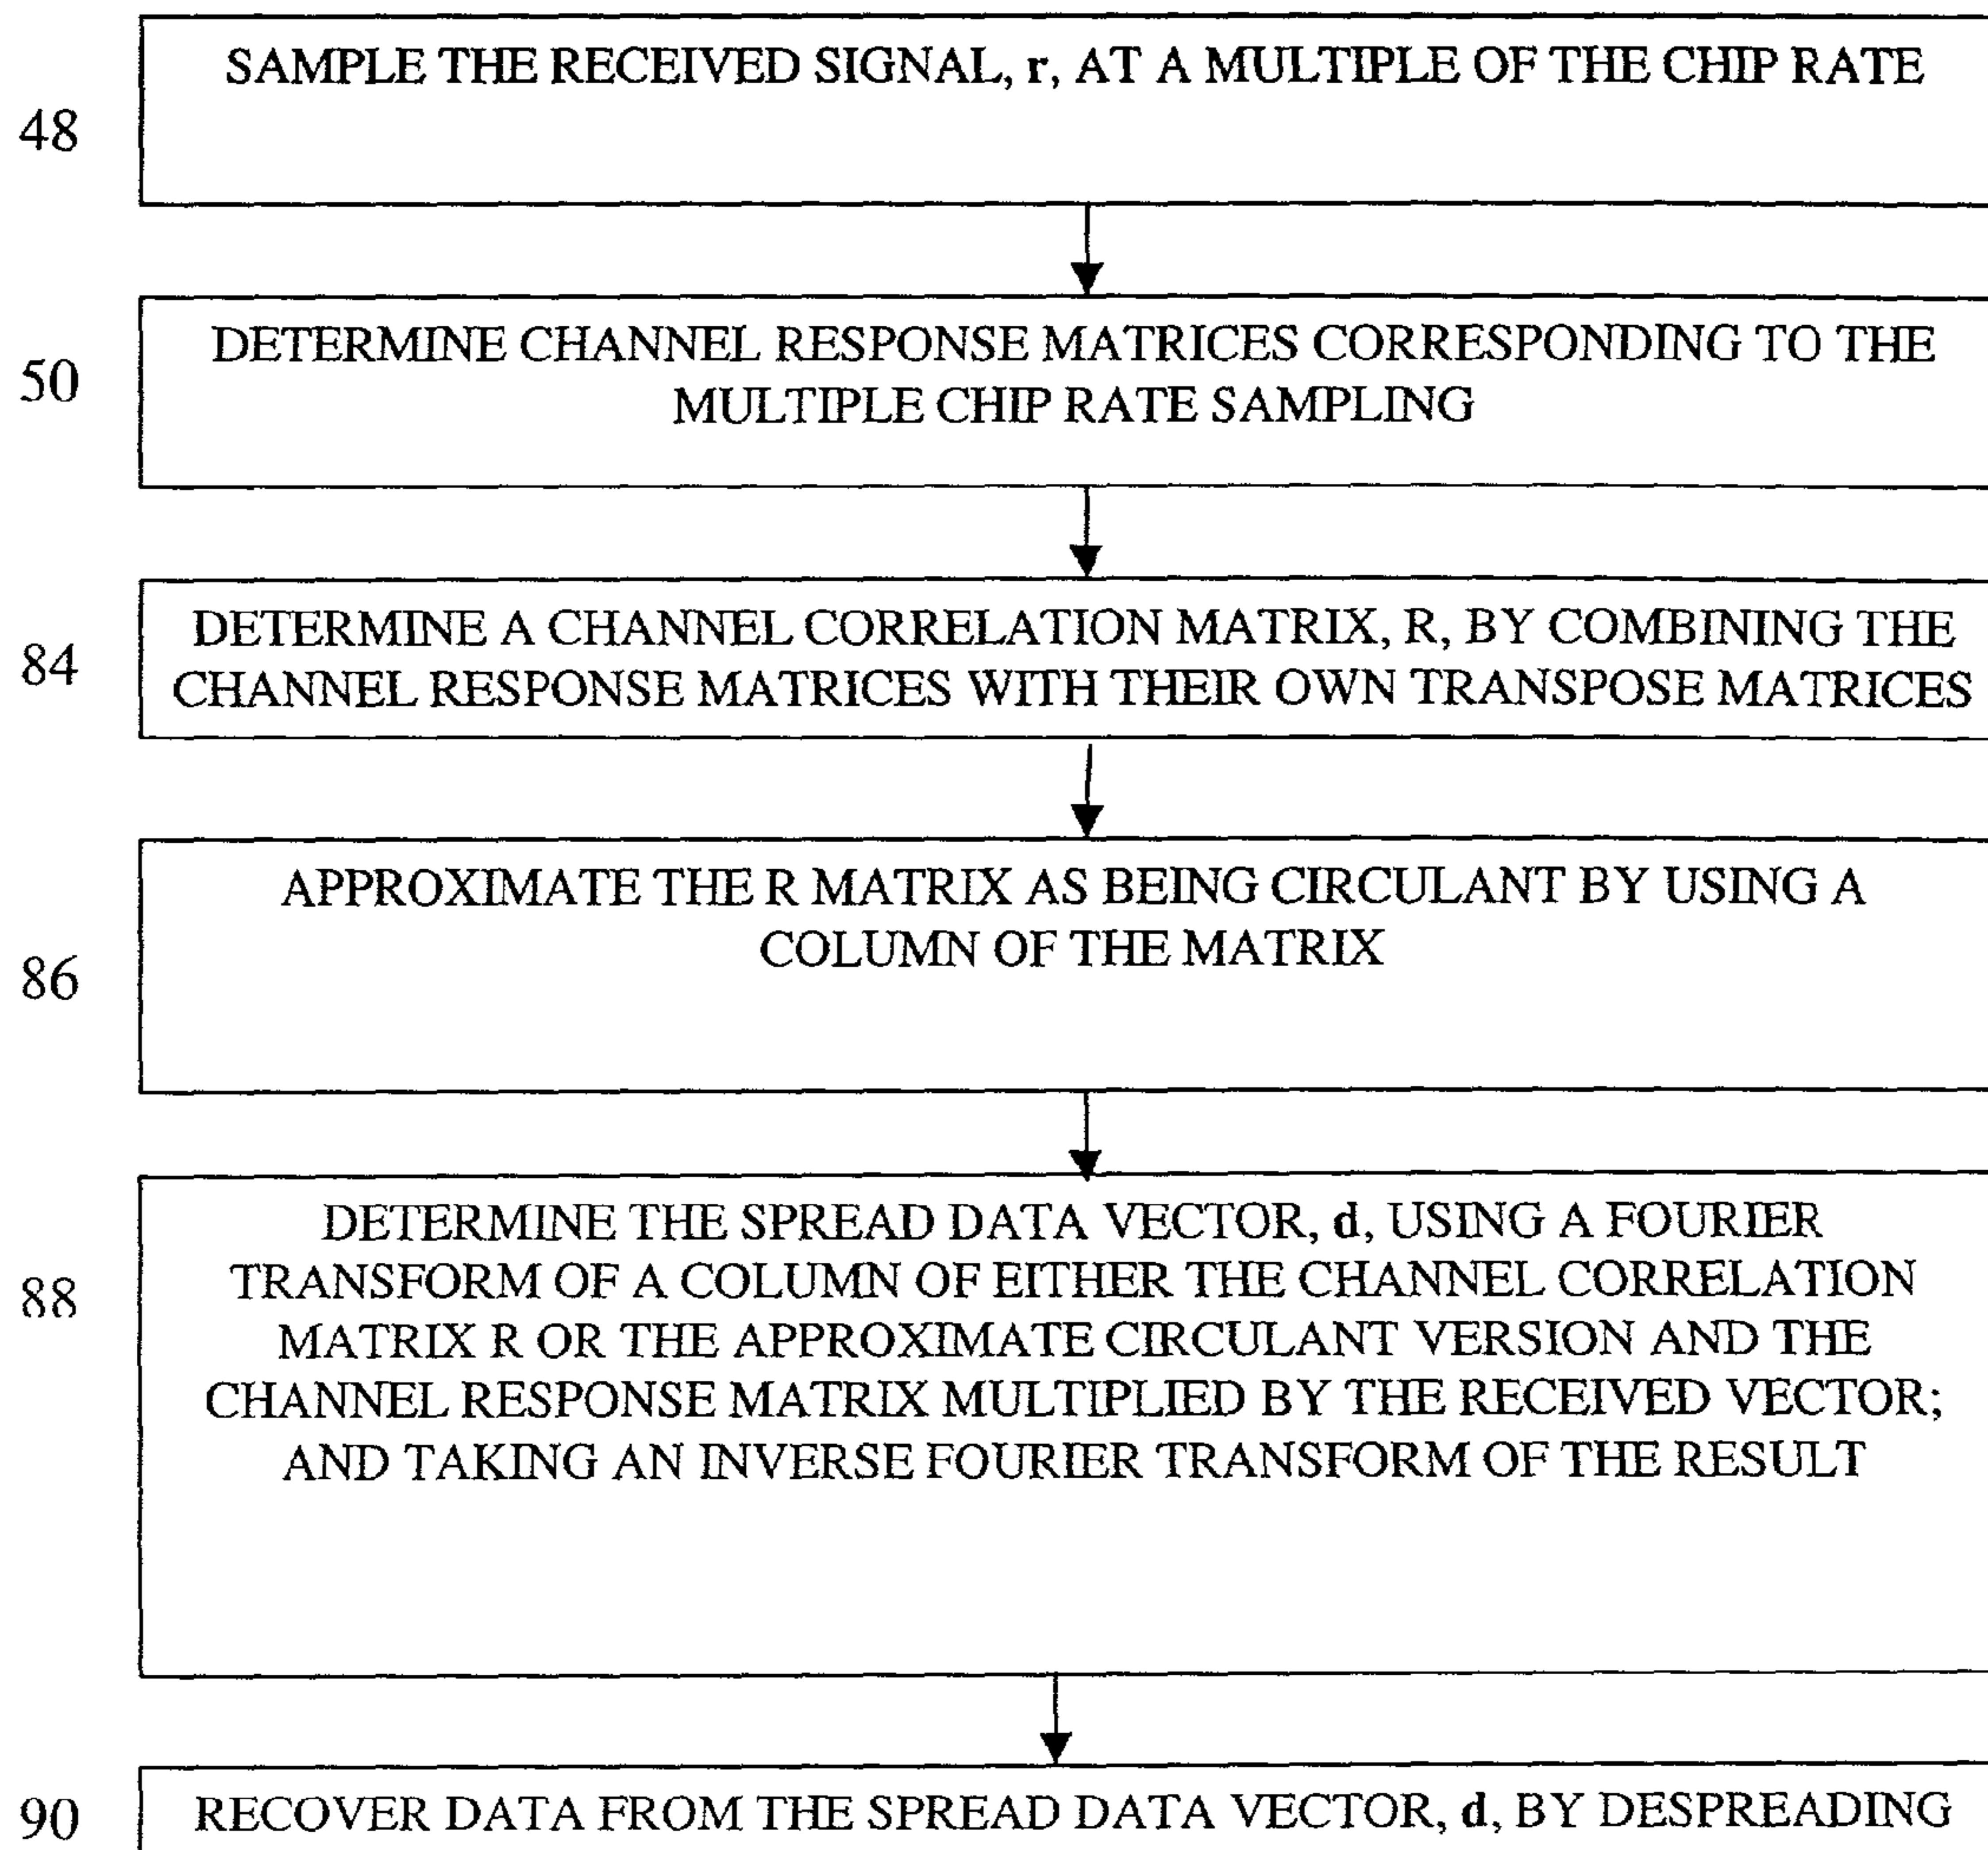 SAMPLE THE RECEIVED SIGNAL, r, AT A MULTIPLE OF THE CHIP RATE
48
DETERMINE CHANNEL RESPONSE MATRICES CORRESPONDING TO THE
MULTIPLE CHIP RATE SAMPLING
50
DETERMINE A CHANNEL CORRELATION MATRIX, R, BY COMBINING THE
CHANNEL RESPONSE MATRICES WITH THEIR OWN TRANSPOSE MATRICES
84
APPROXIMATE THE R MATRIX AS BEING CIRCULANT BY USING A
COLUMN OF THE MATRIX
86
DETERMINE THE SPREAD DATA VECTOR, d, USING A FOURIER
TRANSFORM OF A COLUMN OF EITHER THE CHANNEL CORRELATION
MATRIX R OR THE APPROXIMATE CIRCULANT VERSION AND THE
CHANNEL RESPONSE MATRIX MULTIPLIED BY THE RECEIVED VECTOR;
AND TAKING AN INVERSE FOURIER TRANSFORM OF THE RESULT
88
RECOVER DATA FROM THE SPREAD DATA VECTOR, d, BY DESPREADING
90